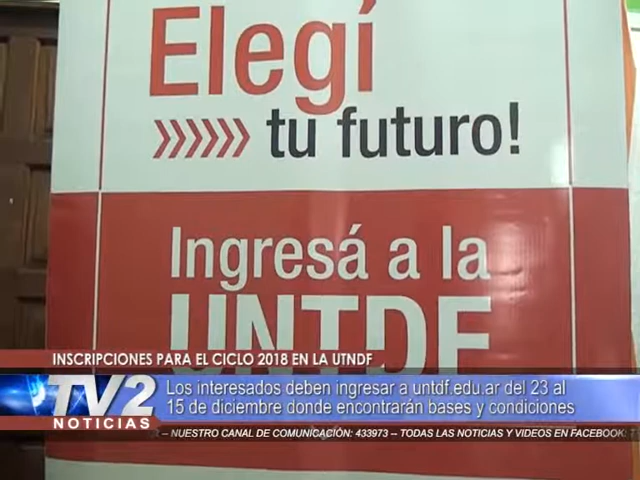 Elegí
tu futuro!
Ingresá a la
UNTDF
INSCRIPCIONES PARA EL CICLO 2018 EN LA UTNDF
TV2
NOTICIAS
Los interesados deben ingresar a untdf.edu.ar del 23 al
15 de diciembre donde encontrarán bases y condiciones
-- NUESTRO CANAL DE COMUNICACIÓN: 433973 -- TODAS LAS NOTICIAS Y VIDEOS EN FACEBOOK: